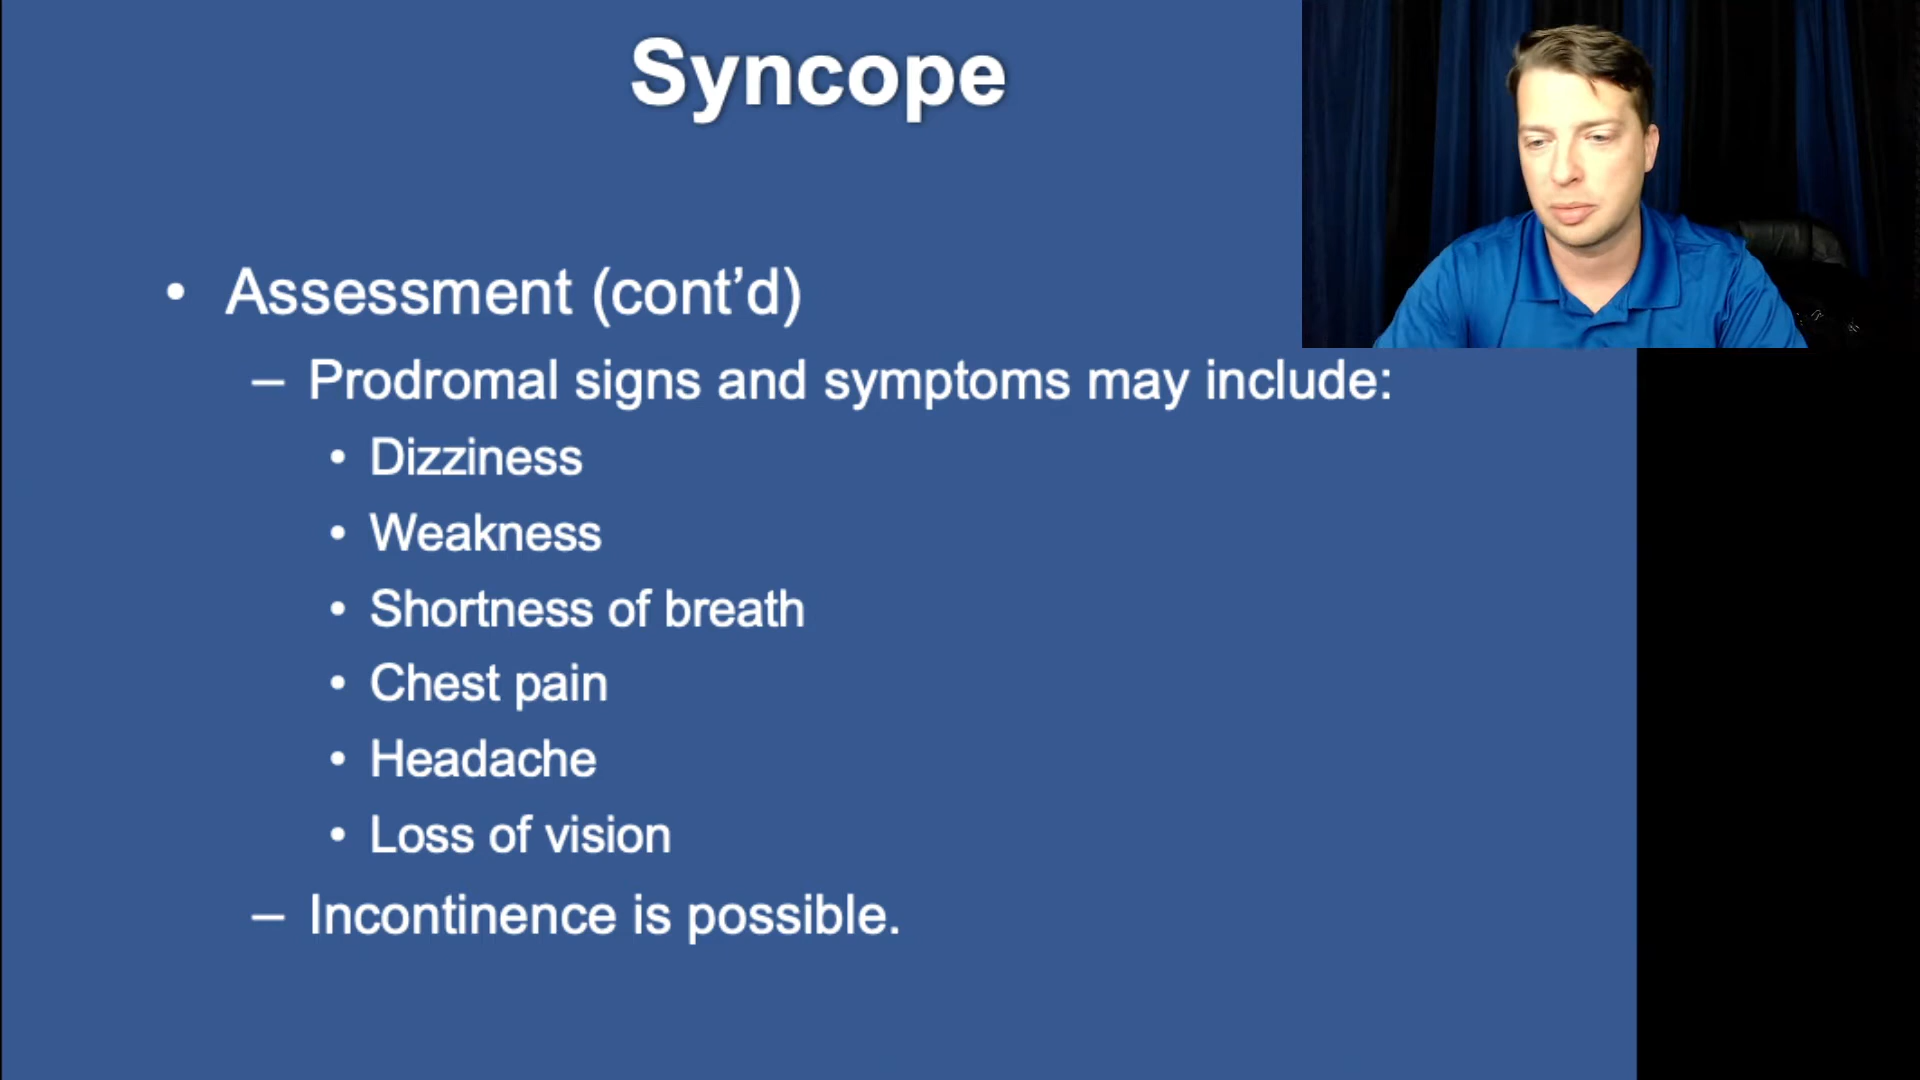 Syncope
• Assessment (cont’d)
– Prodromal signs and symptoms may include:
• Dizziness
• Weakness
• Shortness of breath
• Chest pain
• Headache
• Loss of vision
– Incontinence is possible.